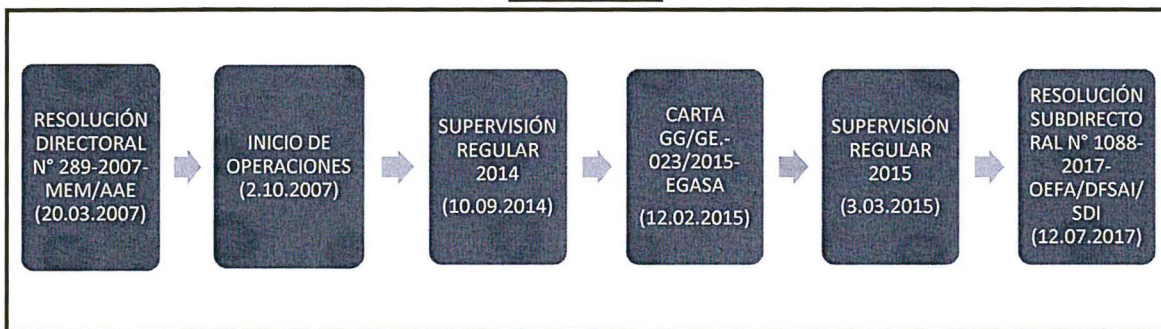 RESOLUCIÓN
DIRECTORAL
N° 289-2007-
MEM/AAE
(20.03.2007)
INICIO DE
OPERACIONES
(2.10.2007)
SUPERVISIÓN
REGULAR
2014
(10.09.2014)
CARTA
GG/GE.-
023/2015-
EGASA
(12.02.2015)
SUPERVISIÓN
REGULAR
2015
(3.03.2015)
RESOLUCIÓN
SUBDIRECTO
RAL N° 1088-
2017-
OEFA/DFSAI/
SDI
(12.07.2017)